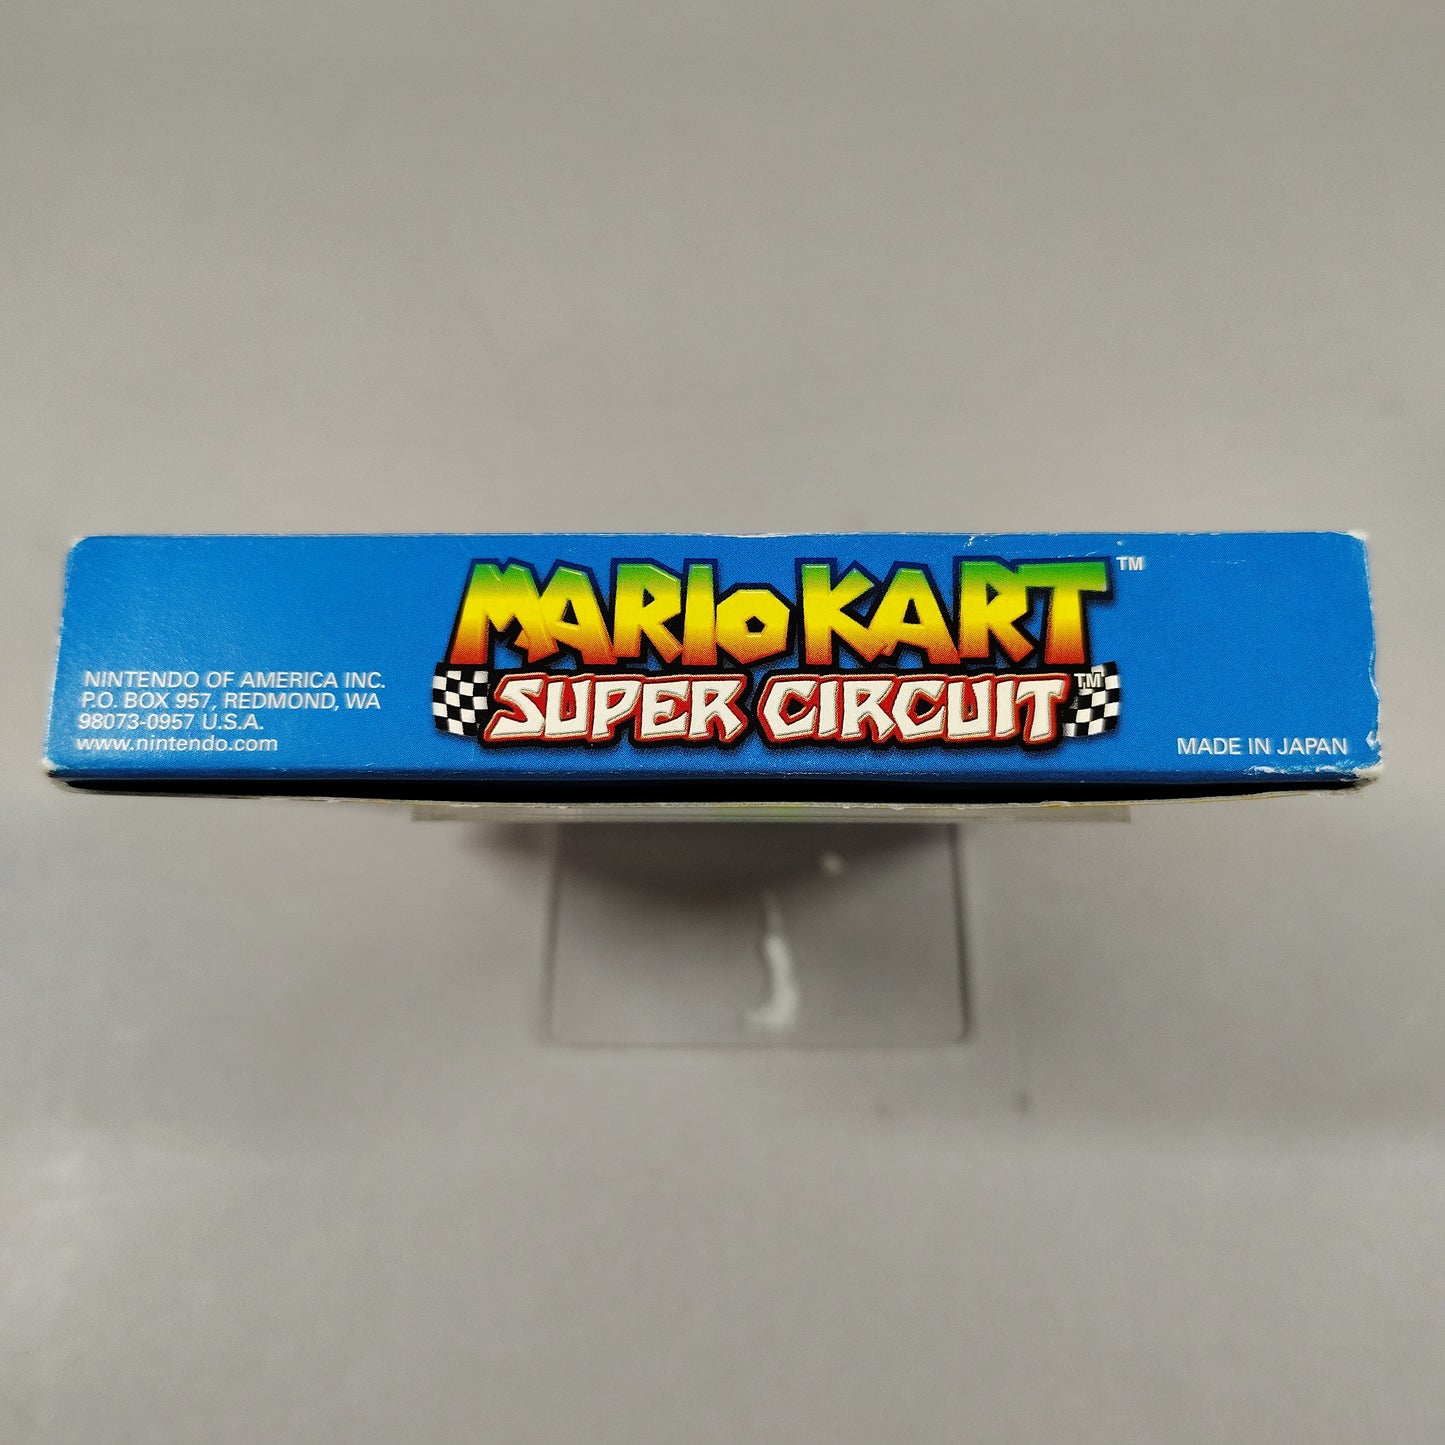 MARIO KART™
SUPER CIRCUIT™
NINTENDO OF AMERICA INC.
P.O. BOX 957, REDMOND, WA
98073-0957 U.S.A.
www.nintendo.com
MADE IN JAPAN